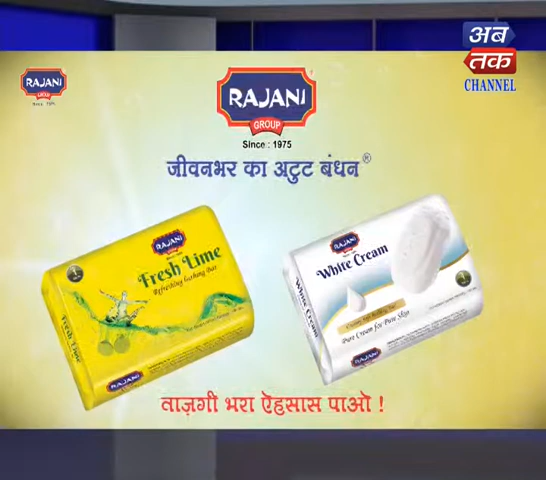 अब
तक
CHANNEL
RAJANI
GROUP
Since : 1975
RAJANI
GROUP
Since : 1975
जीवनभर का अटुट बंधन®
RAJANI
Fresh Lime
Refreshing Bathing Bar
Fresh Lime
RAJANI
RAJANI
White Cream
White Cream
Pure Cream for Pure Skin
RAJANI
ताज़गी भरा ऐहसास पाओ !